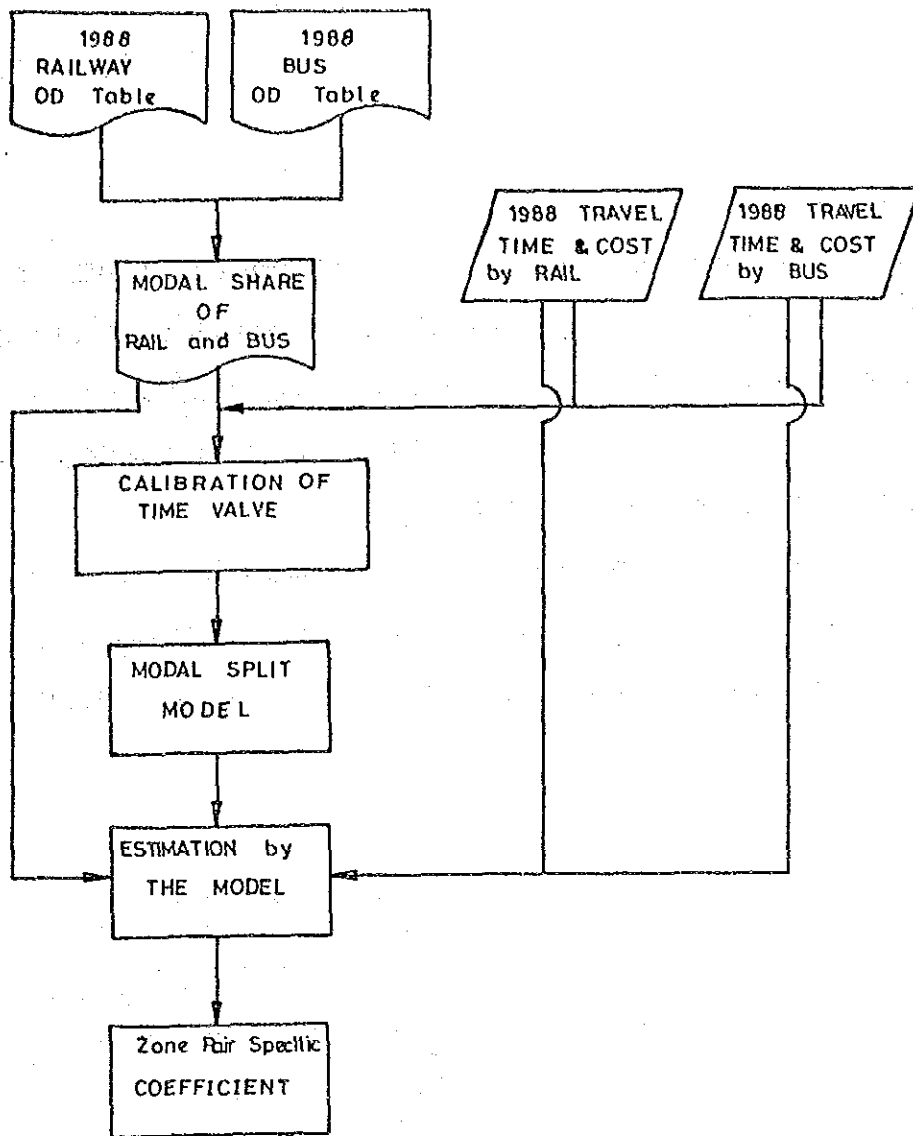 1988
RAILWAY
OD Table
1988
BUS
OD Table
1988 TRAVEL
TIME & COST
by RAIL
1988 TRAVEL
TIME & COST
by BUS
MODAL SHARE
OF
RAIL and BUS
CALIBRATION OF
TIME VALVE
MODAL SPLIT
MODEL
ESTIMATION by
THE MODEL
Zone Pair Specific
COEFFICIENT